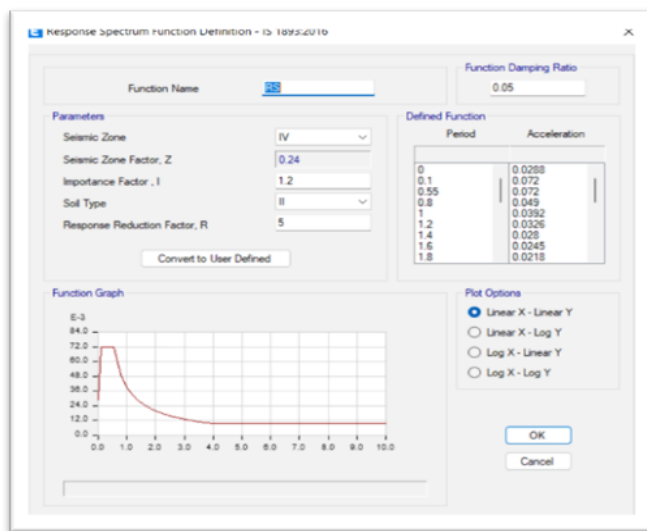 E Response Spectrum Function Definition - IS 1893:2016
Function Name RS
Function Damping Ratio
0.05
Parameters
Seismic Zone IV
Seismic Zone Factor, Z 0.24
Importance Factor , I 1.2
Soil Type II
Response Reduction Factor, R 5
Convert to User Defined
Defined Function
Period Acceleration
0 0.0288
0.1 0.072
0.55 0.072
0.8 0.049
1 0.0392
1.2 0.0326
1.4 0.028
1.6 0.0245
1.8 0.0218
Function Graph
E-3
84.0
72.0
60.0
48.0
36.0
24.0
12.0
0.0
0.0 1.0 2.0 3.0 4.0 5.0 6.0 7.0 8.0 9.0 10.0
Plot Options
Linear X - Linear Y
Linear X - Log Y
Log X - Linear Y
Log X - Log Y
OK
Cancel